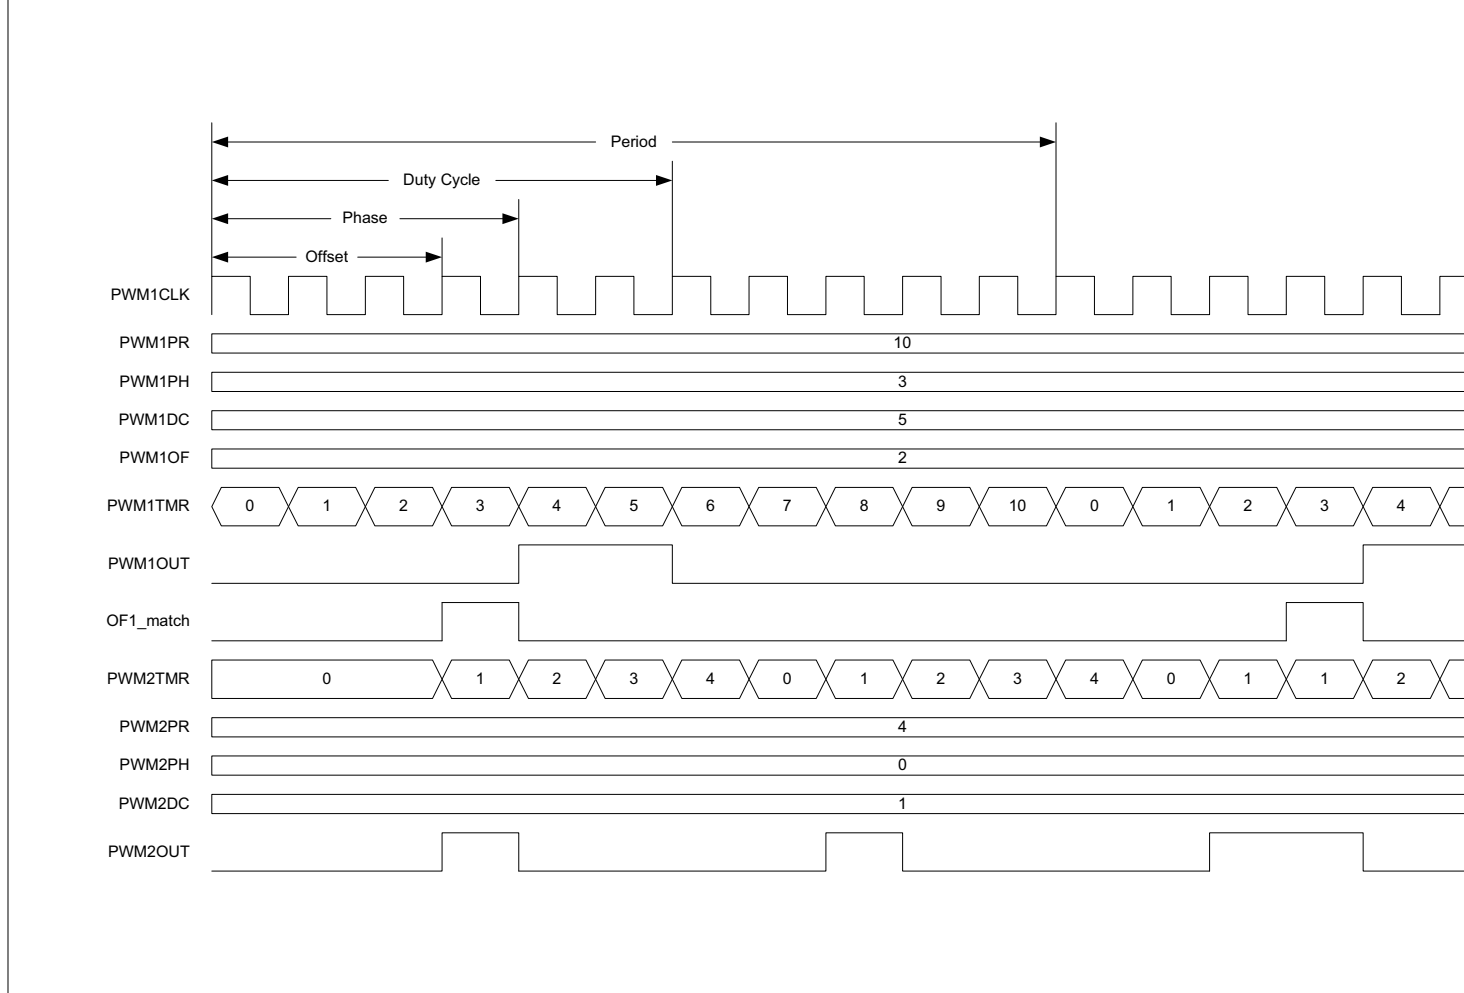 Period
Duty Cycle
Phase
Offset
PWM1CLK
PWM1PR 10
PWM1PH 3
PWM1DC 5
PWM1OF 2
PWM1TMR 0 1 2 3 4 5 6 7 8 9 10 0 1 2 3 4
PWM1OUT
OF1_match
PWM2TMR 0 1 2 3 4 0 1 2 3 4 0 1 1 2
PWM2PR 4
PWM2PH 0
PWM2DC 1
PWM2OUT